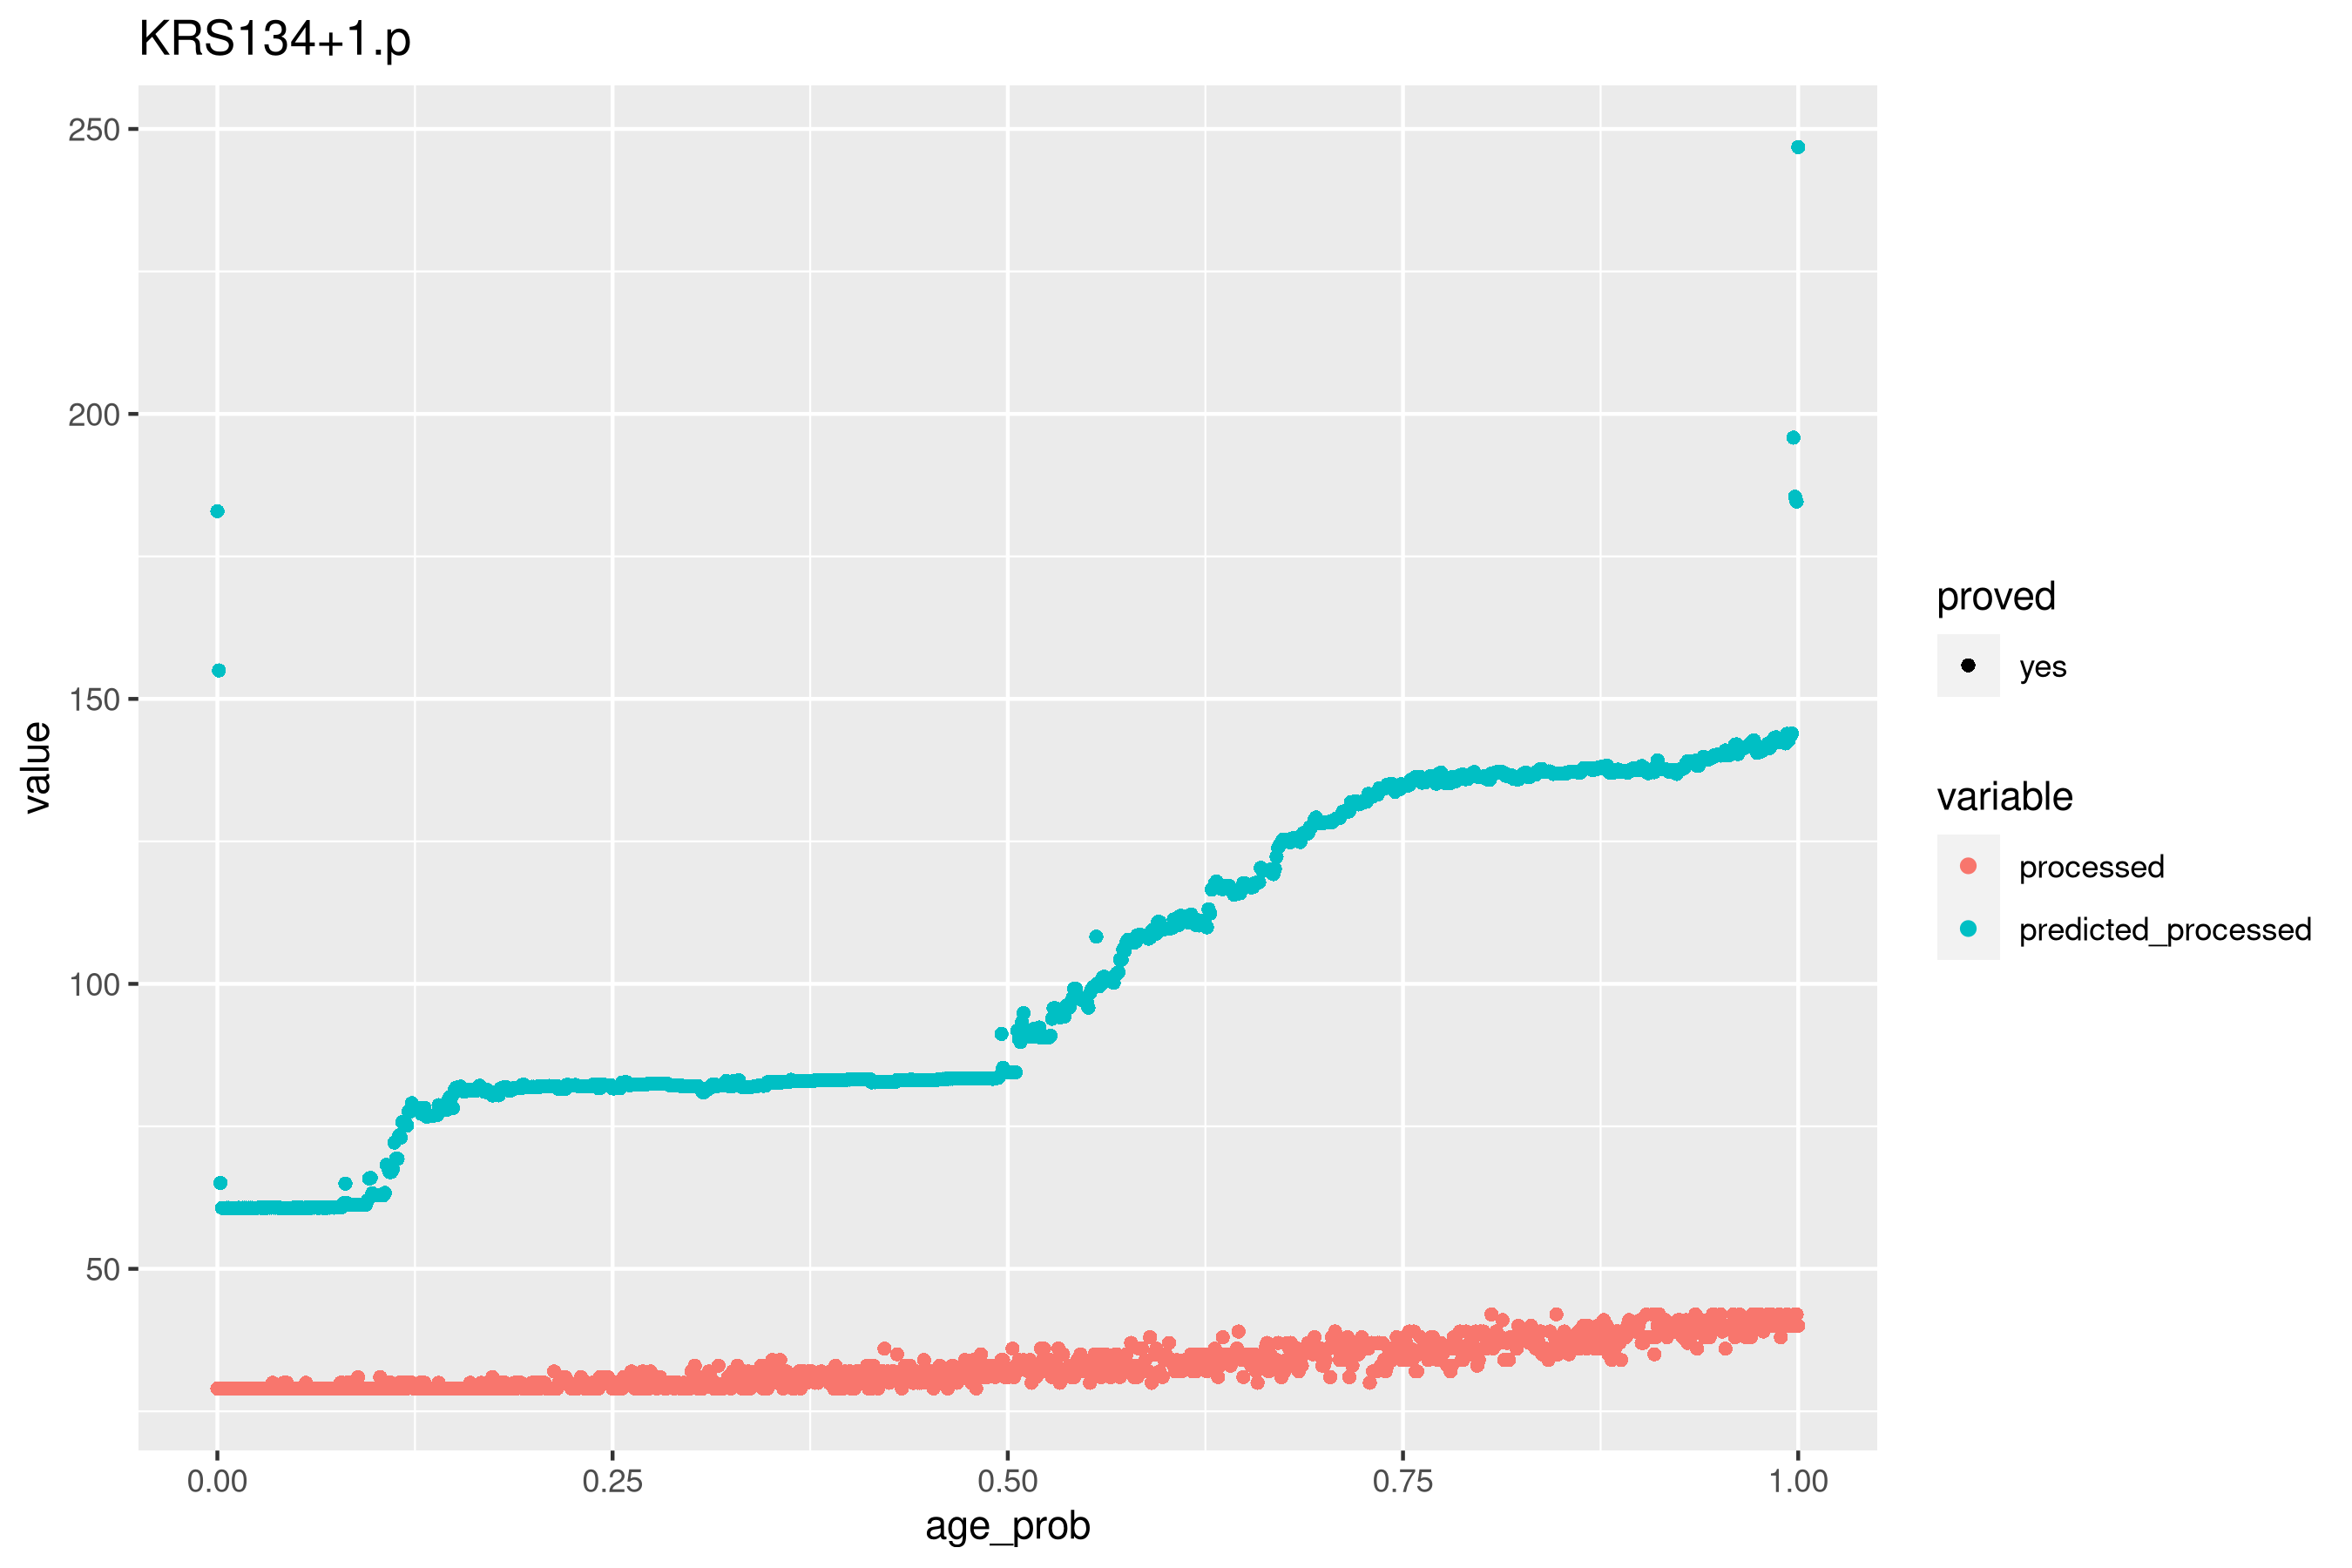 KRS134+1.p
250
200
150
100
50
value
0.00 0.25 0.50 0.75 1.00
age_prob
proved
yes
variable
processed
predicted_processed